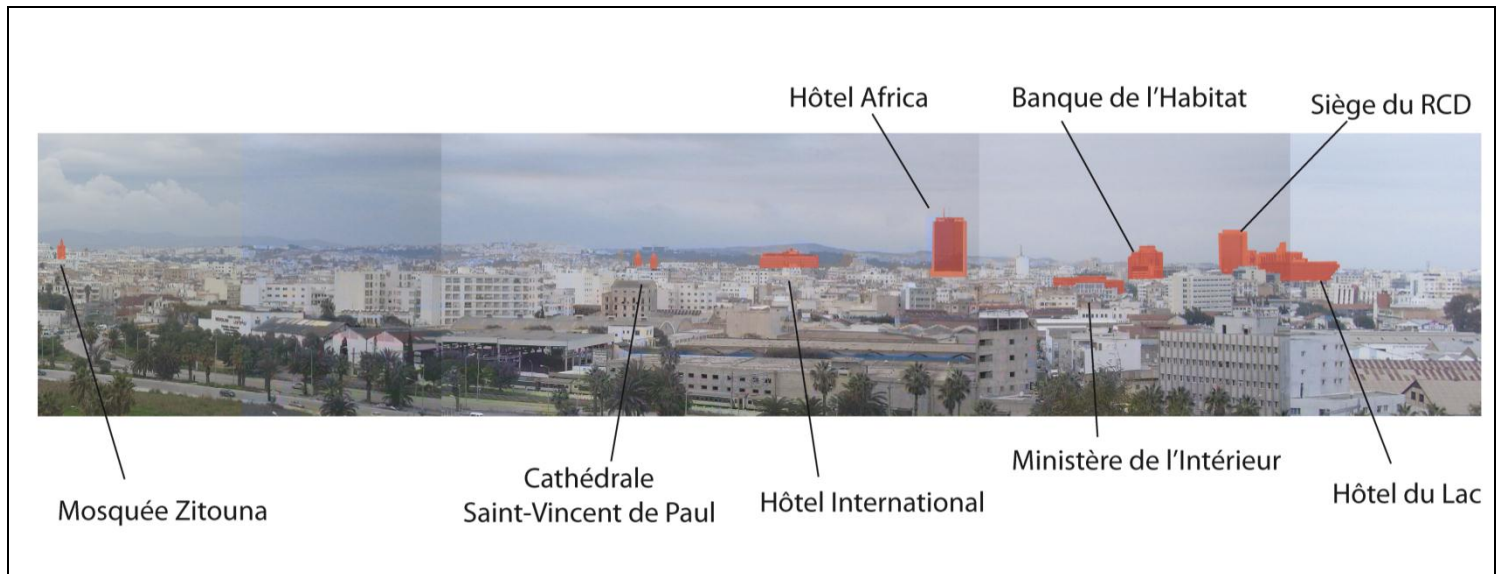 Hôtel Africa
Banque de l'Habitat
Siège du RCD
Mosquée Zitouna
Cathédrale
Saint-Vincent de Paul
Hôtel International
Ministère de l'Intérieur
Hôtel du Lac